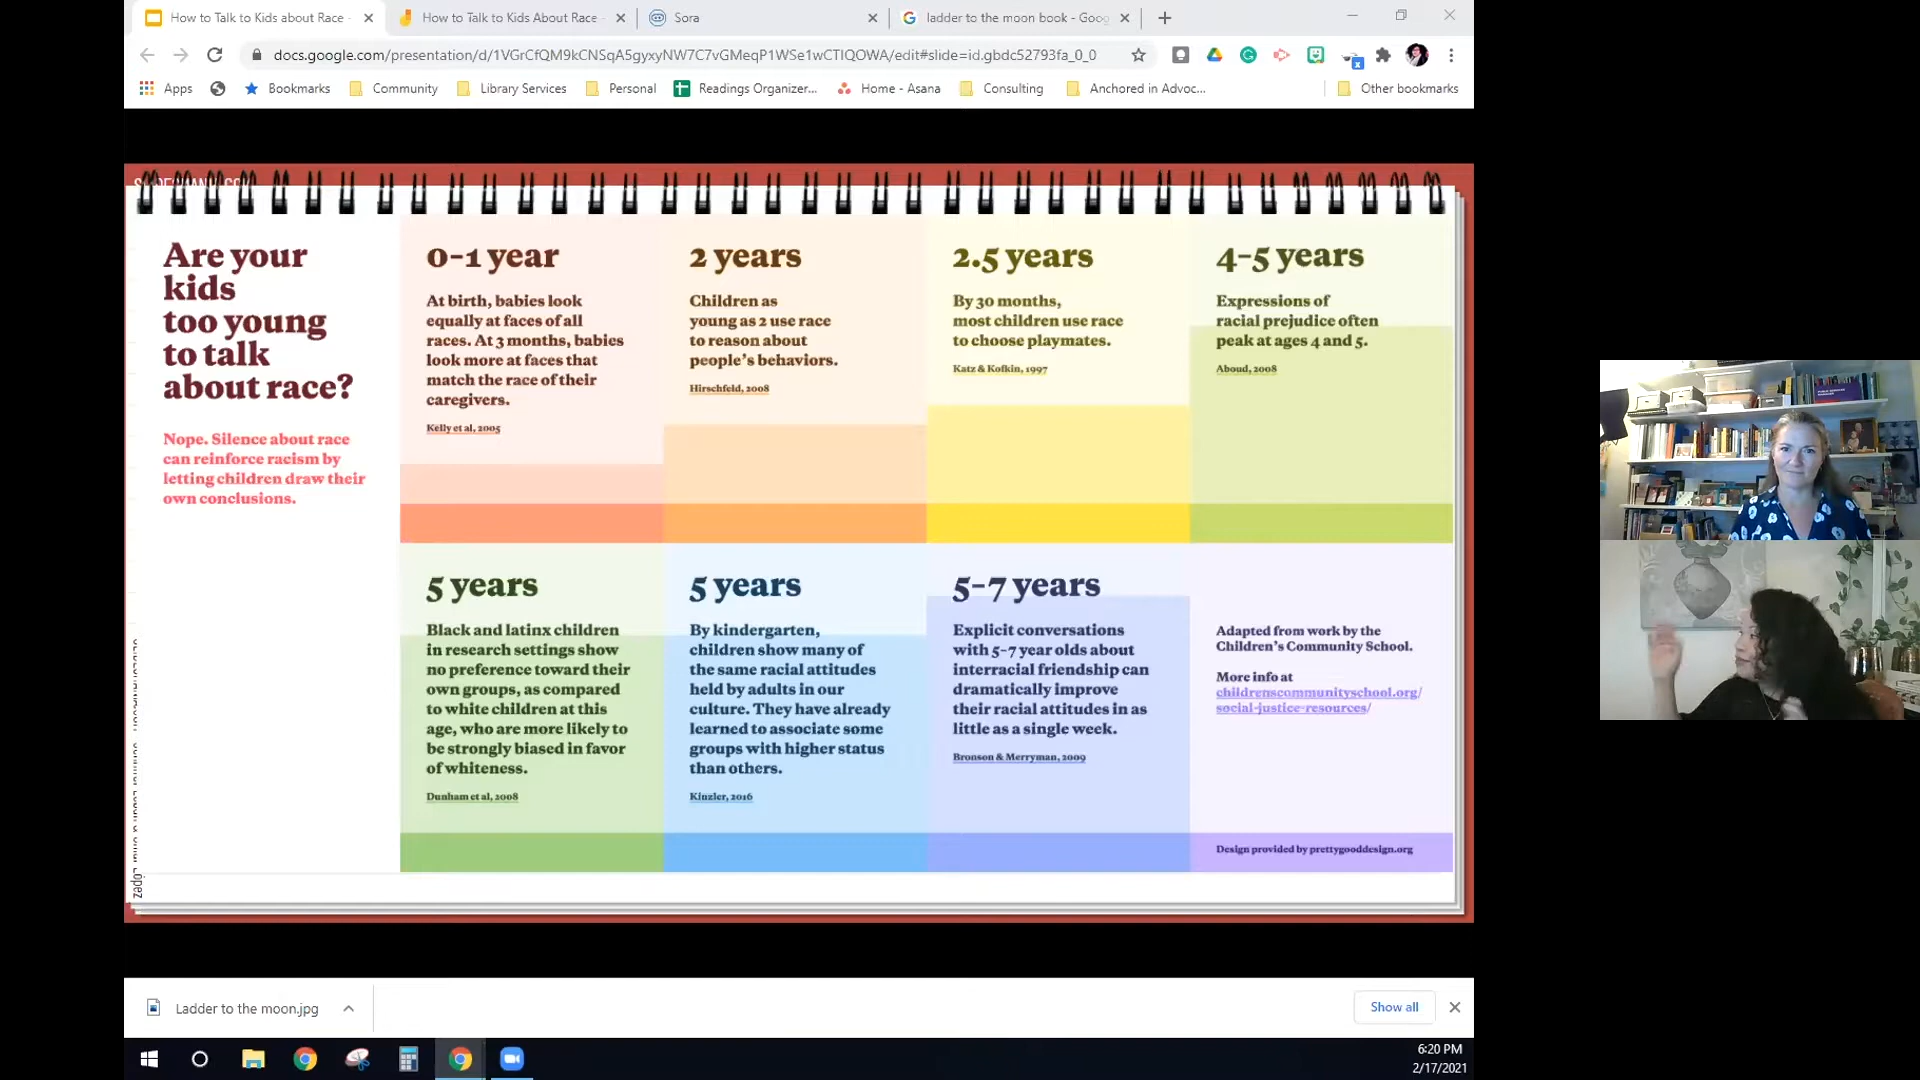 How to Talk to Kids about Race -
How to Talk to Kids About Race -
Sora
ladder to the moon book - Goog
docs.google.com/presentation/d/1VGrCfQM9kCNSqA5gyxyNW7C7vGMeqP1WSe1wCTIQOWA/edit#slide=id.gbdc52793fa_0_0
Apps
Bookmarks
Community
Library Services
Personal
Readings Organizer...
Home - Asana
Consulting
Anchored in Advoc...
Other bookmarks
Are your
kids
too young
to talk
about race?
Nope. Silence about race
can reinforce racism by
letting children draw their
own conclusions.
0-1 year
At birth, babies look
equally at faces of all
races. At 3 months, babies
look more at faces that
match the race of their
caregivers.
Kelly et al, 2005
2 years
Children as
young as 2 use race
to reason about
people's behaviors.
Hirschfeld, 2008
2.5 years
By 30 months,
most children use race
to choose playmates.
Katz & Kofkin, 1997
4-5 years
Expressions of
racial prejudice often
peak at ages 4 and 5.
Aboud, 2008
5 years
Black and latinx children
in research settings show
no preference toward their
own groups, as compared
to white children at this
age, who are more likely to
be strongly biased in favor
of whiteness.
Dunham et al, 2008
5 years
By kindergarten,
children show many of
the same racial attitudes
held by adults in our
culture. They have already
learned to associate some
groups with higher status
than others.
Kinzler, 2016
5-7 years
Explicit conversations
with 5-7 year olds about
interracial friendship can
dramatically improve
their racial attitudes in as
little as a single week.
Bronson & Merryman, 2009
Adapted from work by the
Children's Community School.
More info at
childrenscommunityschool.org/
social-justice-resources/
Design provided by prettygooddesign.org
López
Ladder to the moon.jpg
Show all
6:20 PM
2/17/2021